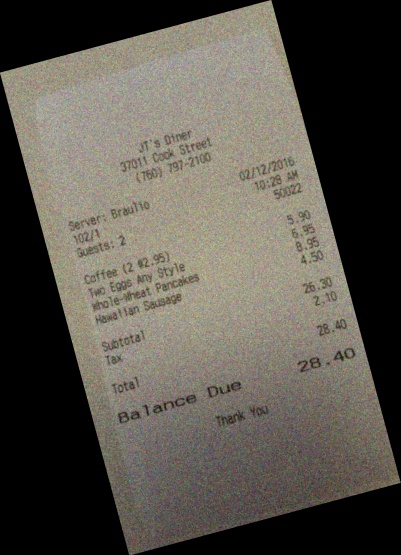 JT's Diner
37011 Cook Street
(760) 797-2100
Server: Braulio 02/12/2016
102/1 10:29 AM
Guests: 2 50022
Coffee (2 @2.95) 5.90
Two Eggs Any Style 6.95
Whole-Wheat Pancakes 8.95
Hawaiian Sausage 4.50
Subtotal 26.30
Tax 2.10
Total 28.40
Balance Due 28.40
Thank You